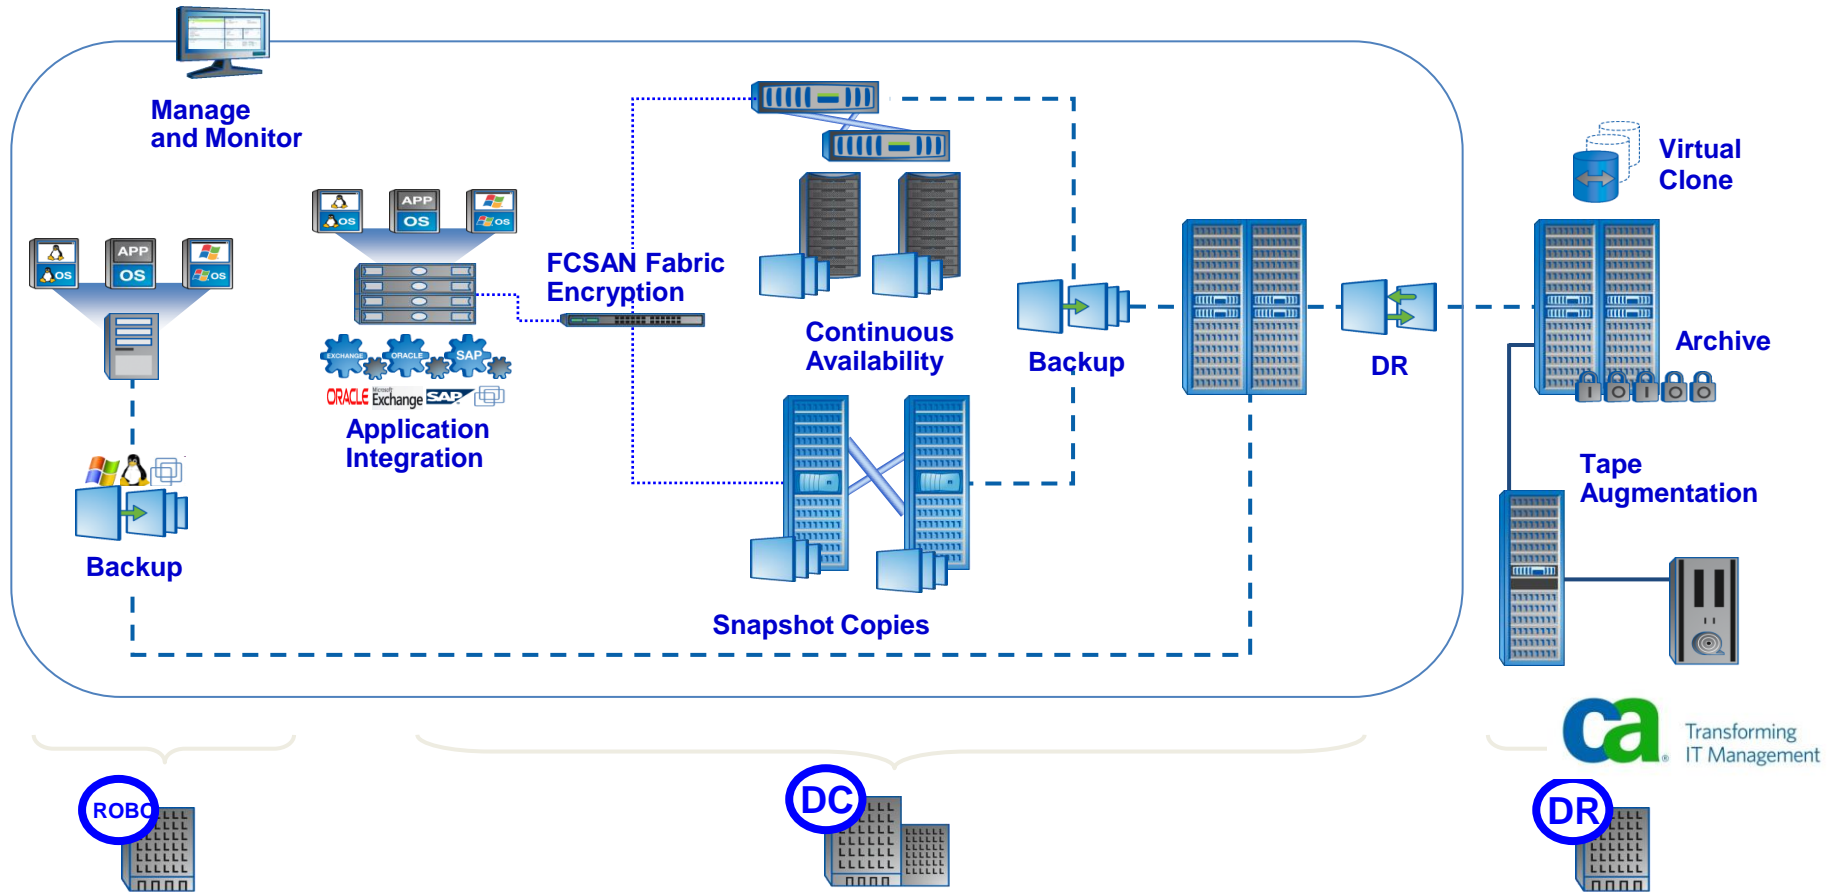 Manage
and Monitor
APP
OS
OS
OS
APP
OS
OS
OS
FCSAN Fabric
Encryption
EXCHANGE
ORACLE
SAP
ORACLE
Microsoft
Exchange
SAP
Application
Integration
Backup
Continuous
Availability
Snapshot Copies
Backup
DR
Virtual
Clone
Archive
I O I O O
Tape
Augmentation
ca
Transforming
IT Management
ROBO
DC
DR